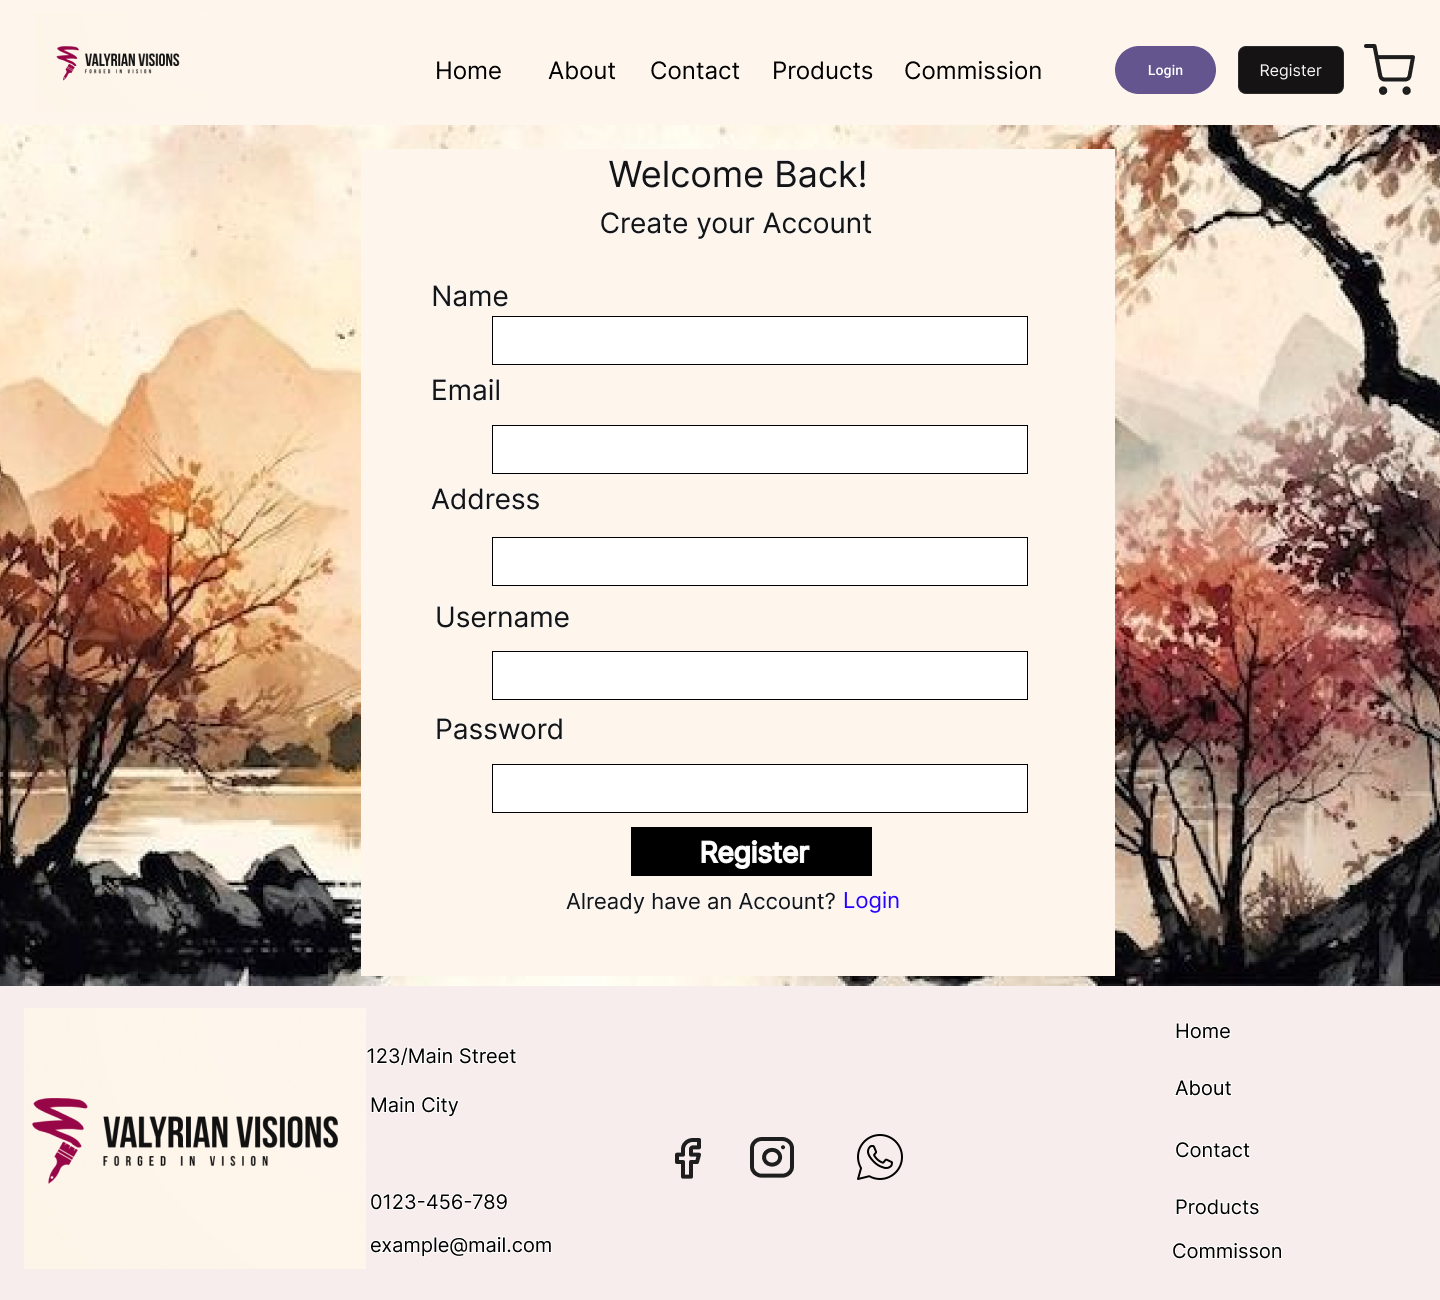 VALYRIAN VISIONS
FORGED IN VISION
Home About Contact Products Commission Login Register
Welcome Back!
Create your Account
Name
Email
Address
Username
Password
Register
Already have an Account? Login
VALYRIAN VISIONS
FORGED IN VISION
123/Main Street
Main City
0123-456-789
example@mail.com
Home
About
Contact
Products
Commisson